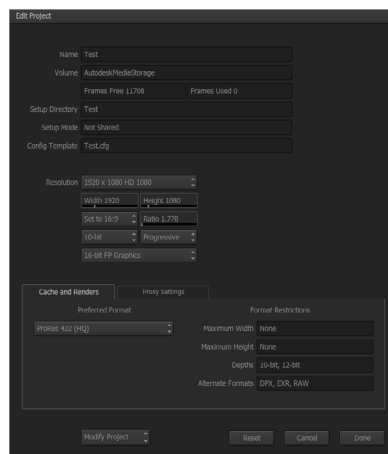 Edit Project
Name Test
Volume AutodeskMediaStorage
Frames Free 11708 Frames Used 0
Setup Directory Test
Setup Mode Not Shared
Config Template Test.cfg
Resolution 1920 x 1080 HD 1080
Width 1920 Height 1080
Set to 16:9 Ratio 1.778
10-bit Progressive
16-bit FP Graphics
Cache and Renders Proxy Settings
Preferred Format Format Restrictions
ProRes 422 (HQ) Maximum Width None
Maximum Height None
Depths 10-bit, 12-bit
Alternate Formats DPX, EXR, RAW
Modify Project Reset Cancel Done